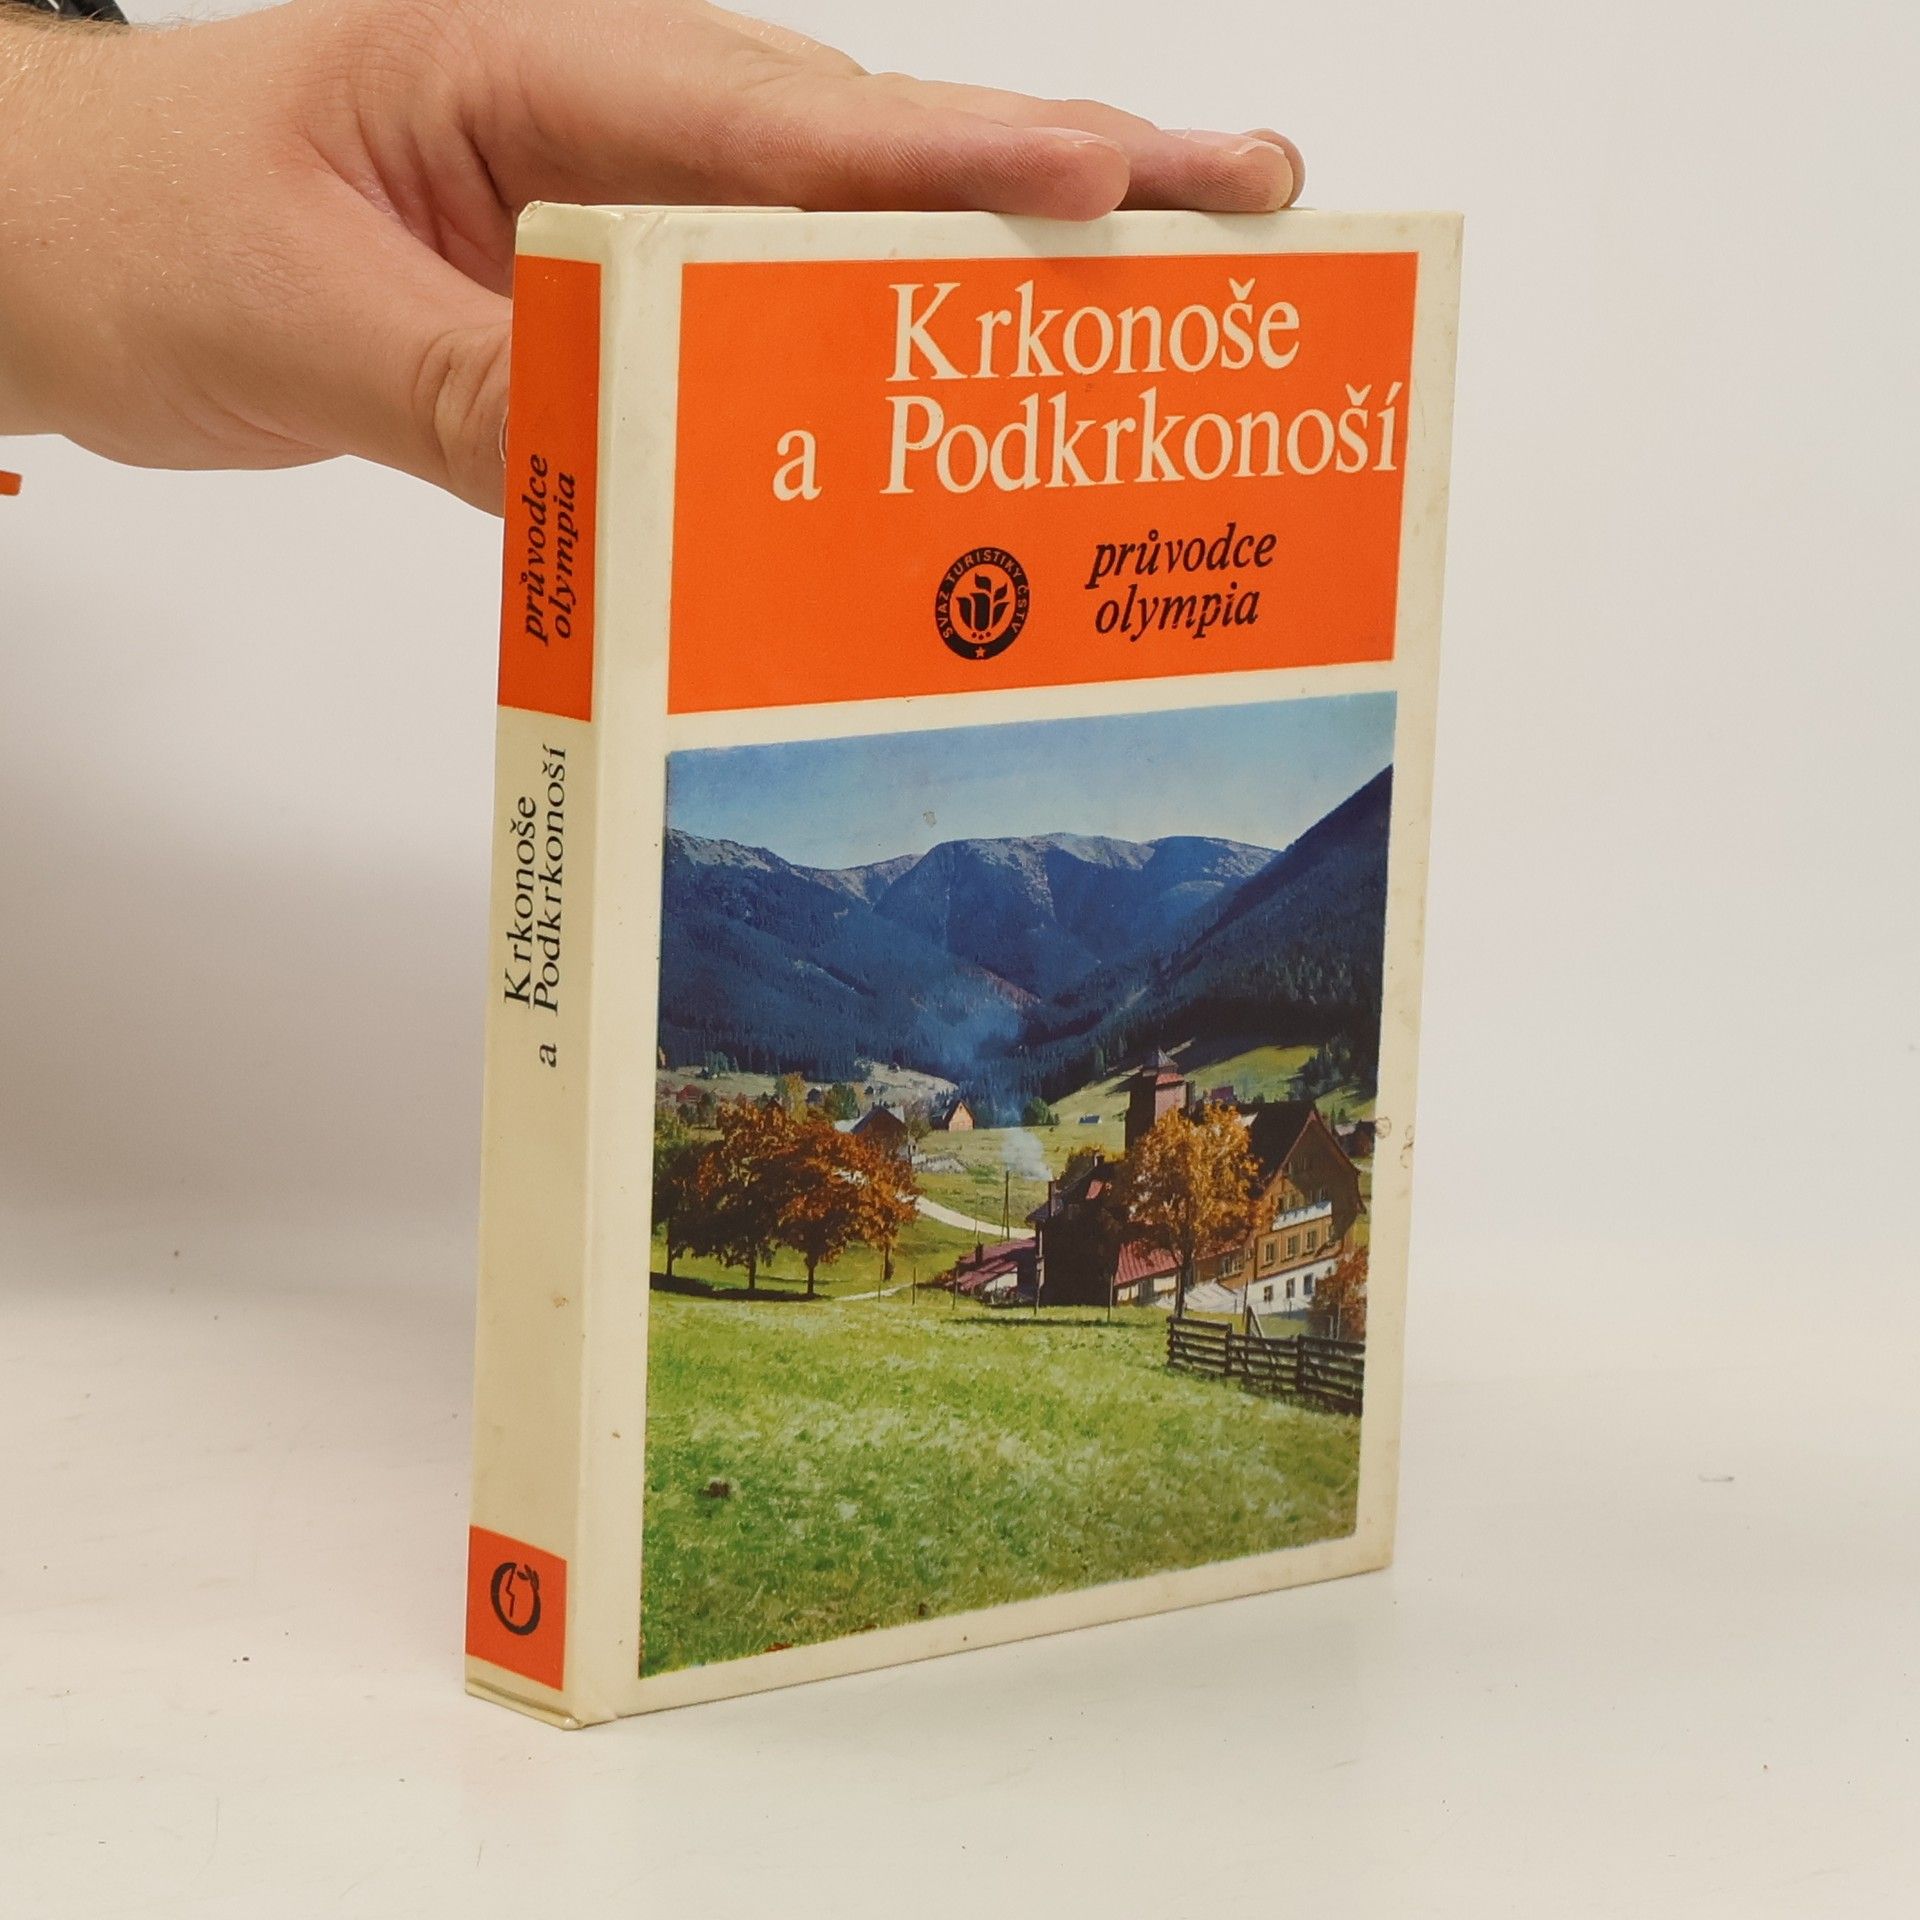 Krkonoše
a Podkrkonoší
průvodce
olympia
SVAZ TURISTIKY ČSTV
průvodce
olympia
Krkonoše
a Podkrkonoší